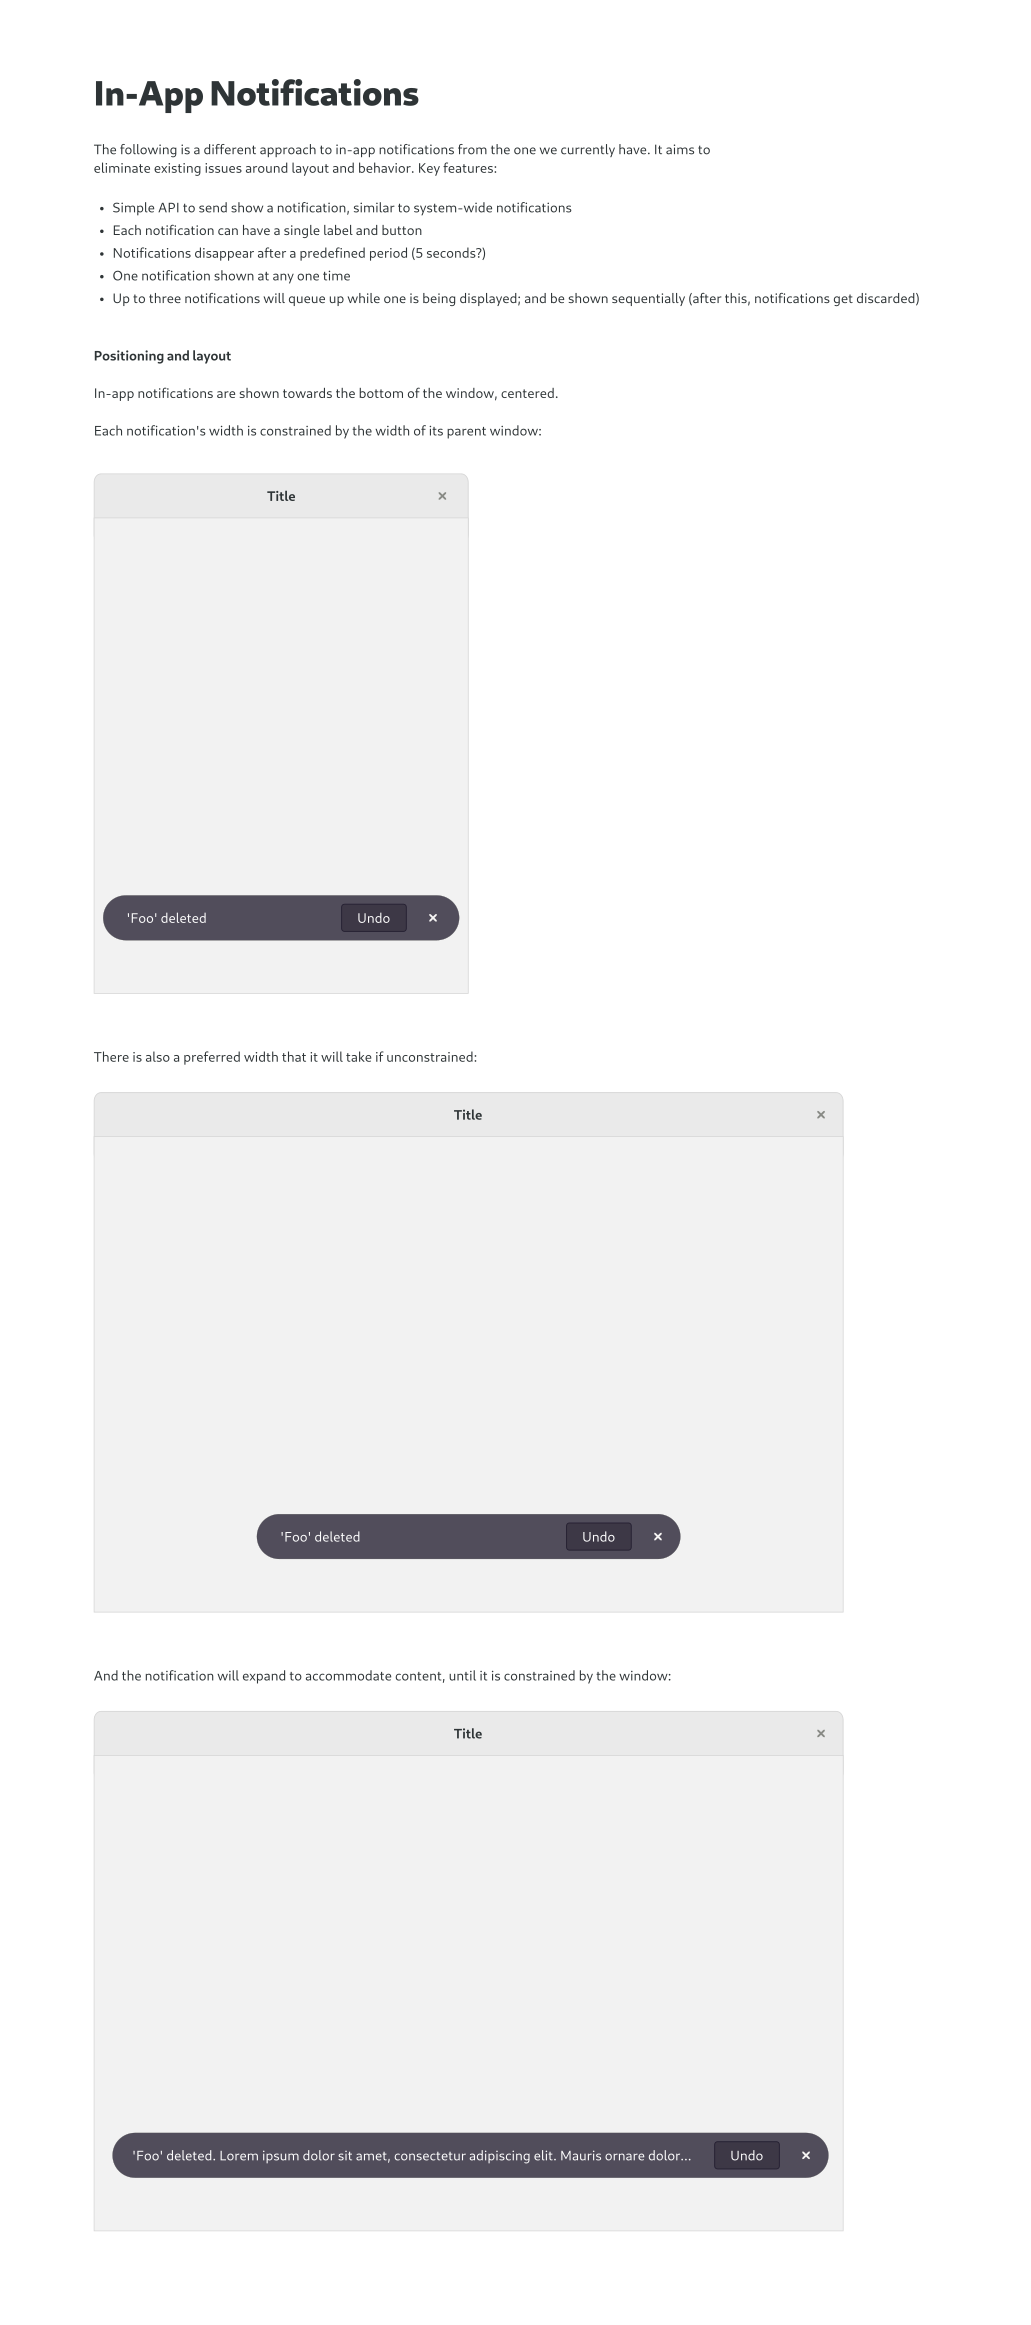 In-App Notifications
The following is a different approach to in-app notifications from the one we currently have. It aims to
eliminate existing issues around layout and behavior. Key features:
• Simple API to send show a notification, similar to system-wide notifications
• Each notification can have a single label and button
• Notifications disappear after a predefined period (5 seconds?)
• One notification shown at any one time
• Up to three notifications will queue up while one is being displayed; and be shown sequentially (after this, notifications get discarded)
Positioning and layout
In-app notifications are shown towards the bottom of the window, centered.
Each notification's width is constrained by the width of its parent window:
Title ×
'Foo' deleted Undo ×
There is also a preferred width that it will take if unconstrained:
Title ×
'Foo' deleted Undo ×
And the notification will expand to accommodate content, until it is constrained by the window:
Title ×
'Foo' deleted. Lorem ipsum dolor sit amet, consectetur adipiscing elit. Mauris ornare dolor... Undo ×